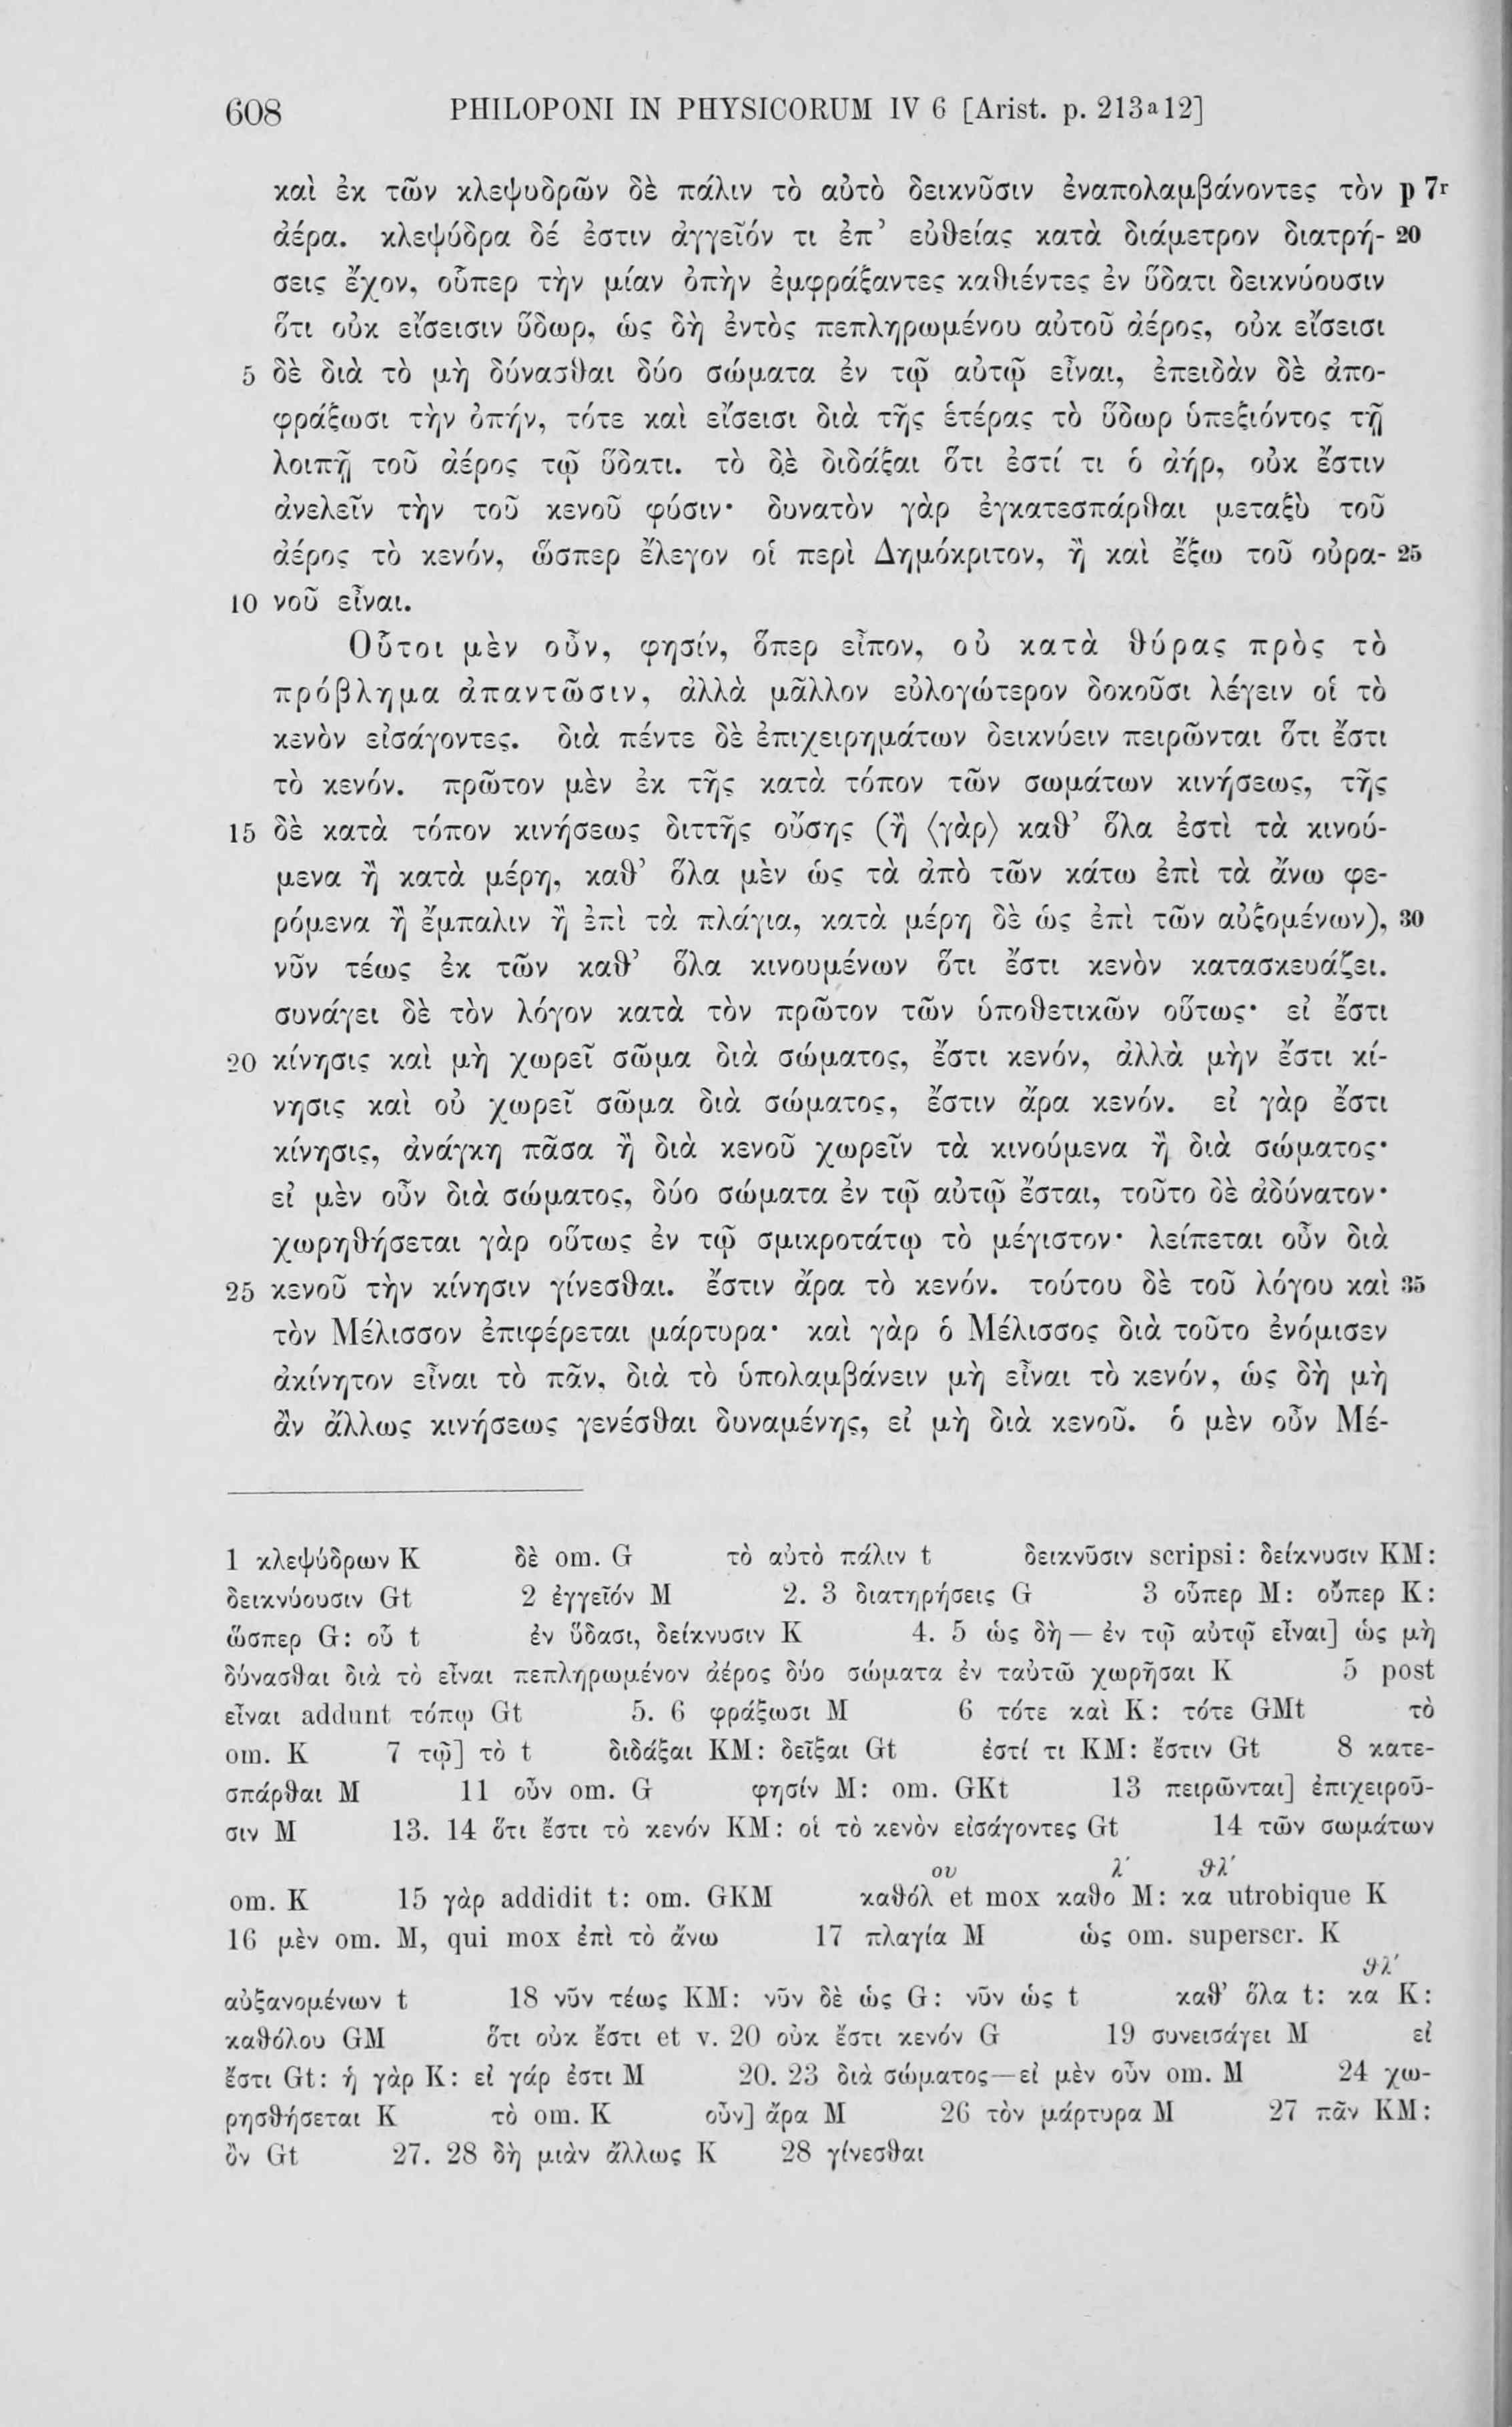 608 PHILOPONI IN PHYSICORUM IV 6 [Arist. p. 213a12]
καὶ ἐκ τῶν κλεψυδρῶν δὲ πάλιν τὸ αὐτὸ δεικνῦσιν ἐναπολαμβάνοντες τὸν p 7r
ἀέρα. κλεψύδρα δέ ἐστιν ἀγγεῖόν τι ἐπ’ εὐθείας κατὰ διάμετρον διατρή- 20
σεις ἔχον, οὗπερ τὴν μίαν ὀπὴν ἐμφράξαντες καθιέντες ἐν ὕδατι δεικνύουσιν
ὅτι οὐκ εἴσεισιν ὕδωρ, ὡς δὴ ἐντὸς πεπληρωμένου αὐτοῦ ἀέρος, οὐκ εἴσεισι
5 δὲ διὰ τὸ μὴ δύνασθαι δύο σώματα ἐν τῷ αὐτῷ εἶναι, ἐπειδὰν δὲ ἀπο-
φράξωσι τὴν ὀπήν, τότε καὶ εἴσεισι διὰ τῆς ἑτέρας τὸ ὕδωρ ὑπεξιόντος τῇ
λοιπῇ τοῦ ἀέρος τῷ ὕδατι. τὸ δὲ διδάξαι ὅτι ἐστί τι ὁ ἀήρ, οὐκ ἔστιν
ἀνελεῖν τὴν τοῦ κενοῦ φύσιν· δυνατὸν γὰρ ἐγκατεσπάρθαι μεταξὺ τοῦ
ἀέρος τὸ κενόν, ὥσπερ ἔλεγον οἱ περὶ Δημόκριτον, ἢ καὶ ἔξω τοῦ οὐρα- 25
10 νοῦ εἶναι.
Οὗτοι μὲν οὖν, φησίν, ὅπερ εἶπον, οὐ κατὰ θύρας πρὸς τὸ
πρόβλημα ἀπαντῶσιν, ἀλλὰ μᾶλλον εὐλογώτερον δοκοῦσι λέγειν οἱ τὸ
κενὸν εἰσάγοντες. διὰ πέντε δὲ ἐπιχειρημάτων δεικνύειν πειρῶνται ὅτι ἔστι
τὸ κενόν. πρῶτον μὲν ἐκ τῆς κατὰ τόπον τῶν σωμάτων κινήσεως, τῆς
15 δὲ κατὰ τόπον κινήσεως διττῆς οὔσης (ἢ ⟨γὰρ⟩ καθ’ ὅλα ἐστὶ τὰ κινού-
μενα ἢ κατὰ μέρη, καθ’ ὅλα μὲν ὡς τὰ ἀπὸ τῶν κάτω ἐπὶ τὰ ἄνω φε-
ρόμενα ἢ ἔμπαλιν ἢ ἐπὶ τὰ πλάγια, κατὰ μέρη δὲ ὡς ἐπὶ τῶν αὐξομένων), 30
νῦν τέως ἐκ τῶν καθ’ ὅλα κινουμένων ὅτι ἔστι κενὸν κατασκευάζει.
συνάγει δὲ τὸν λόγον κατὰ τὸν πρῶτον τῶν ὑποθετικῶν οὕτως· εἰ ἔστι
20 κίνησις καὶ μὴ χωρεῖ σῶμα διὰ σώματος, ἔστι κενόν, ἀλλὰ μὴν ἔστι κί-
νησις καὶ οὐ χωρεῖ σῶμα διὰ σώματος, ἔστιν ἄρα κενόν. εἰ γὰρ ἔστι
κίνησις, ἀνάγκη πᾶσα ἢ διὰ κενοῦ χωρεῖν τὰ κινούμενα ἢ διὰ σώματος·
εἰ μὲν οὖν διὰ σώματος, δύο σώματα ἐν τῷ αὐτῷ ἔσται, τοῦτο δὲ ἀδύνατον·
χωρηθήσεται γὰρ οὕτως ἐν τῷ σμικροτάτῳ τὸ μέγιστον· λείπεται οὖν διὰ
25 κενοῦ τὴν κίνησιν γίνεσθαι. ἔστιν ἄρα τὸ κενόν. τούτου δὲ τοῦ λόγου καὶ 35
τὸν Μέλισσον ἐπιφέρεται μάρτυρα· καὶ γὰρ ὁ Μέλισσος διὰ τοῦτο ἐνόμισεν
ἀκίνητον εἶναι τὸ πᾶν, διὰ τὸ ὑπολαμβάνειν μὴ εἶναι τὸ κενόν, ὡς δὴ μὴ
ἂν ἄλλως κινήσεως γενέσθαι δυναμένης, εἰ μὴ διὰ κενοῦ. ὁ μὲν οὖν Μέ-
1 κλεψύδρων K δὲ om. G τὸ αὐτὸ πάλιν t δεικνῦσιν scripsi: δείκνυσιν KM:
δεικνύουσιν Gt 2 ἐγγεῖόν M 2. 3 διατηρήσεις G 3 οὗπερ M: οὔπερ K:
ὥσπερ G: οὗ t ἐν ὕδασι, δείκνυσιν K 4. 5 ὡς δὴ — ἐν τῷ αὐτῷ εἶναι] ὡς μὴ
δύνασθαι διὰ τὸ εἶναι πεπληρωμένον ἀέρος δύο σώματα ἐν ταὐτῶ χωρῆσαι K 5 post
εἶναι addunt τόπῳ Gt 5. 6 φράξωσι M 6 τότε καὶ K: τότε GMt τὸ
om. K 7 τῷ] τὸ t διδάξαι KM: δεῖξαι Gt ἐστί τι KM: ἔστιν Gt 8 κατε-
σπάρθαι M 11 οὖν om. G φησίν M: om. GKt 13 πειρῶνται] ἐπιχειροῦ-
σιν M 13. 14 ὅτι ἔστι τὸ κενόν KM: οἱ τὸ κενὸν εἰσάγοντες Gt 14 τῶν σωμάτων
ου λ´ θλ´
om. K 15 γὰρ addidit t: om. GKM καθόλ et mox καθο M: κα utrobique K
16 μὲν om. M, qui mox ἐπὶ τὸ ἄνω 17 πλαγία M ὡς om. superscr. K
θλ´
αὐξανομένων t 18 νῦν τέως KM: νῦν δὲ ὡς G: νῦν ὡς t καθ’ ὅλα t: κα K:
καθόλου GM ὅτι οὐκ ἔστι et v. 20 οὐκ ἔστι κενόν G 19 συνεισάγει M εἰ
ἔστι Gt: ἡ γὰρ K: εἰ γάρ ἐστι M 20. 23 διὰ σώματος—εἰ μὲν οὖν om. M 24 χω-
ρησθήσεται K τὸ om. K οὖν] ἄρα M 26 τὸν μάρτυρα M 27 πᾶν KM:
ὂν Gt 27. 28 δὴ μιὰν ἄλλως K 28 γίνεσθαι